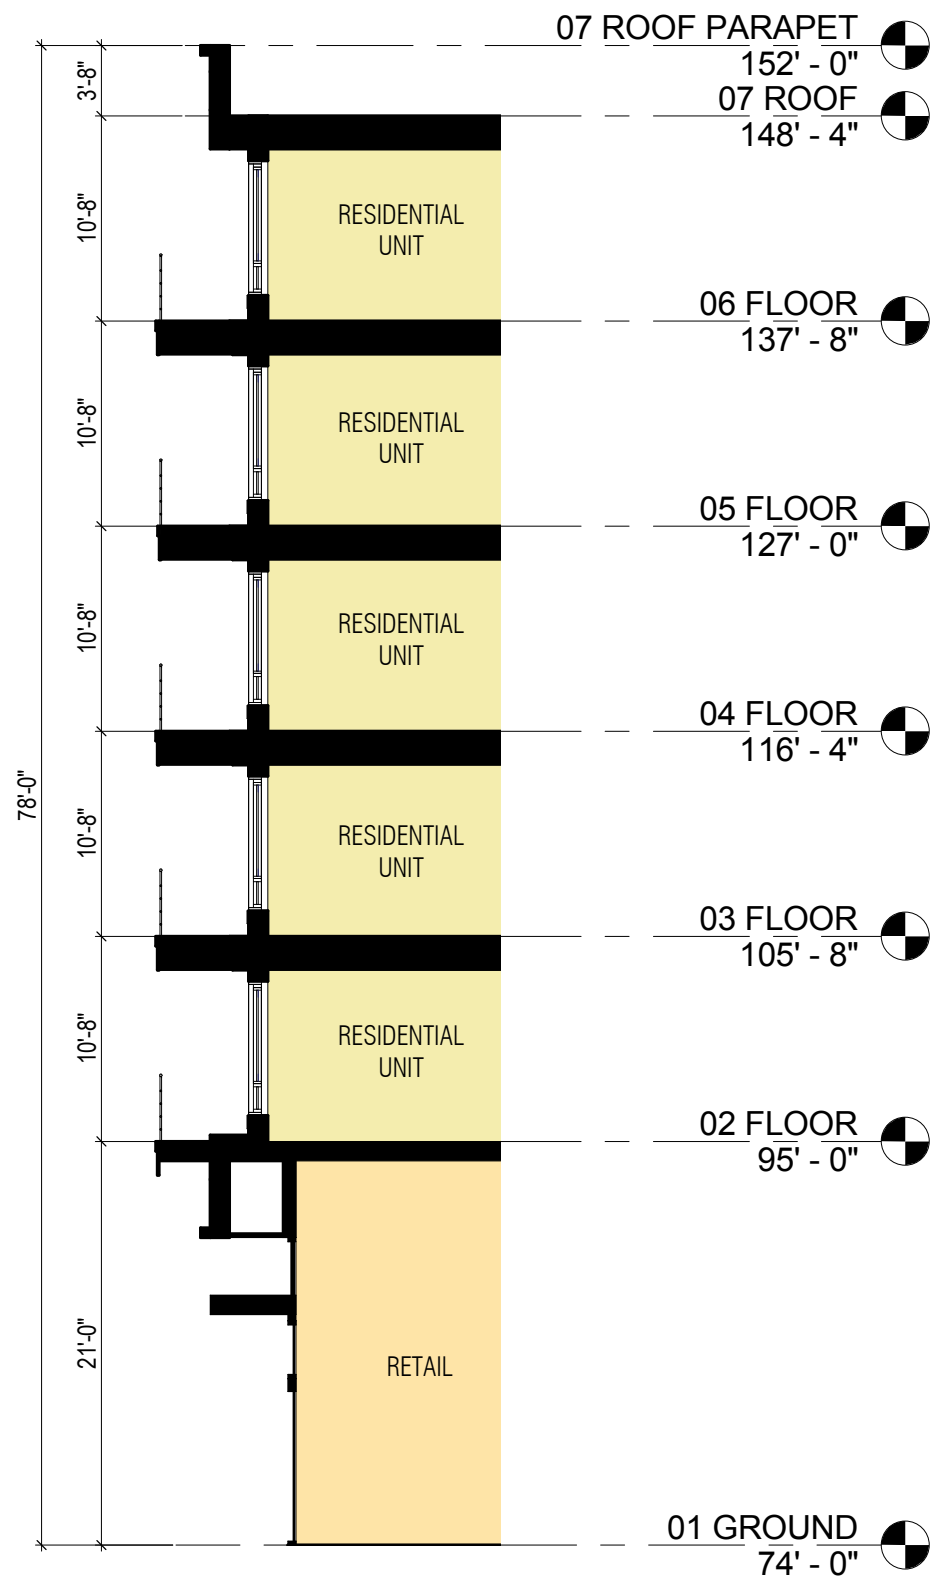 07 ROOF PARAPET
152' - 0"
3'-8"
07 ROOF
148' - 4"
10'-8"
RESIDENTIAL
UNIT
06 FLOOR
137' - 8"
10'-8"
RESIDENTIAL
UNIT
05 FLOOR
127' - 0"
10'-8"
RESIDENTIAL
UNIT
04 FLOOR
116' - 4"
78'-0"
10'-8"
RESIDENTIAL
UNIT
03 FLOOR
105' - 8"
10'-8"
RESIDENTIAL
UNIT
02 FLOOR
95' - 0"
21'-0"
RETAIL
01 GROUND
74' - 0"